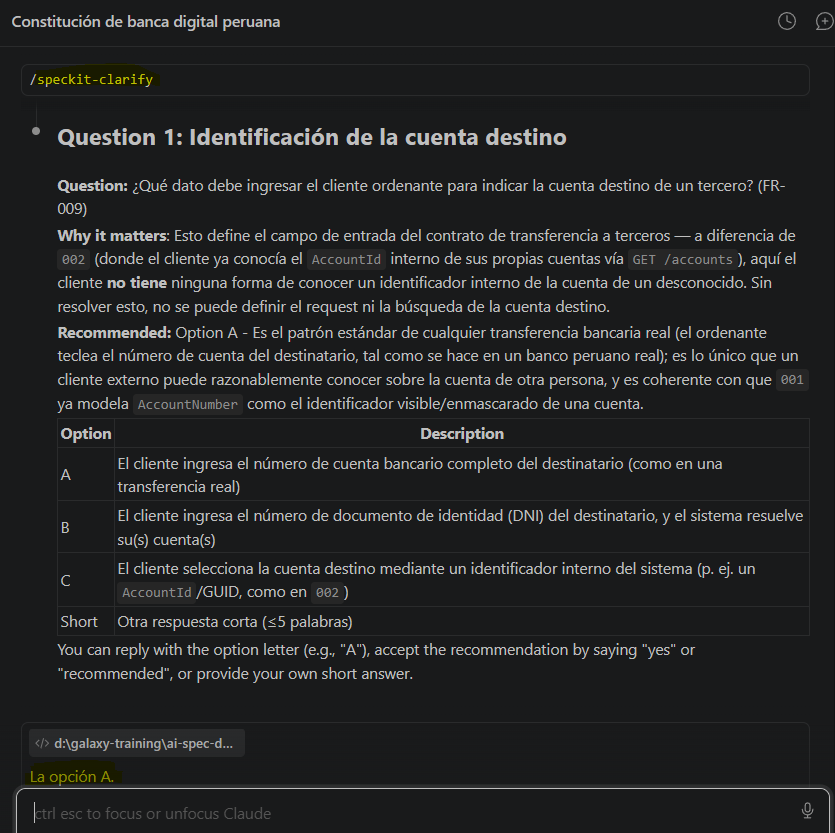 Constitución de banca digital peruana
/speckit-clarify
Question 1: Identificación de la cuenta destino
Question: ¿Qué dato debe ingresar el cliente ordenante para indicar la cuenta destino de un tercero? (FR-
009)
Why it matters: Esto define el campo de entrada del contrato de transferencia a terceros — a diferencia de
002 (donde el cliente ya conocía el AccountId interno de sus propias cuentas vía GET /accounts), aquí el
cliente no tiene ninguna forma de conocer un identificador interno de la cuenta de un desconocido. Sin
resolver esto, no se puede definir el request ni la búsqueda de la cuenta destino.
Recommended: Option A - Es el patrón estándar de cualquier transferencia bancaria real (el ordenante
teclea el número de cuenta del destinatario, tal como se hace en un banco peruano real); es lo único que un
cliente externo puede razonablemente conocer sobre la cuenta de otra persona, y es coherente con que 001
ya modela AccountNumber como el identificador visible/enmascarado de una cuenta.
Option Description
A El cliente ingresa el número de cuenta bancario completo del destinatario (como en una
transferencia real)
B El cliente ingresa el número de documento de identidad (DNI) del destinatario, y el sistema resuelve
su(s) cuenta(s)
C El cliente selecciona la cuenta destino mediante un identificador interno del sistema (p. ej. un
AccountId/GUID, como en 002)
Short Otra respuesta corta (≤5 palabras)
You can reply with the option letter (e.g., "A"), accept the recommendation by saying "yes" or
"recommended", or provide your own short answer.
d:\galaxy-training\ai-spec-d...
La opción A.
ctrl esc to focus or unfocus Claude